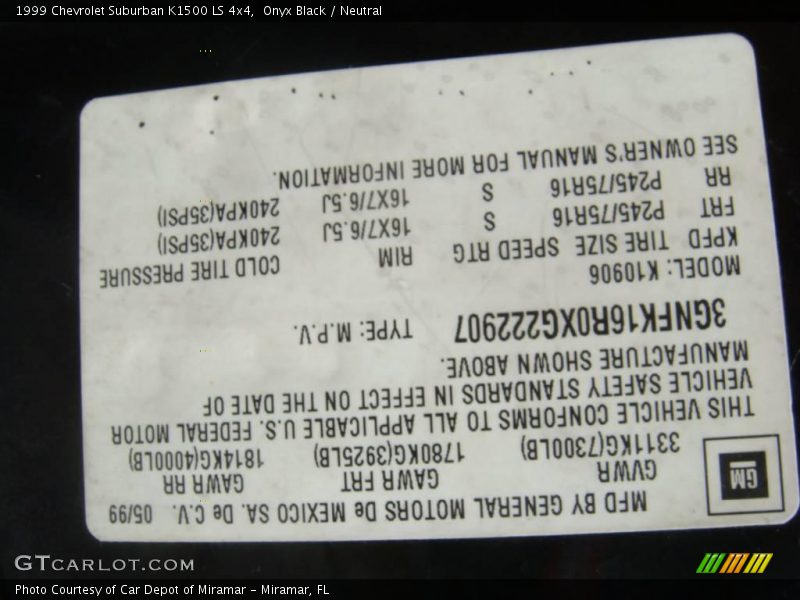 1999 Chevrolet Suburban K1500 LS 4x4,  Onyx Black / Neutral
MFD BY GENERAL MOTORS De MEXICO SA. De C.V.  05/99
GM
GVWR GAWR FRT GAWR RR
3311KG(7300LB) 1780KG(3925LB) 1814KG(4000LB)
THIS VEHICLE CONFORMS TO ALL APPLICABLE U.S. FEDERAL MOTOR
VEHICLE SAFETY STANDARDS IN EFFECT ON THE DATE OF
MANUFACTURE SHOWN ABOVE.
3GNFK16R0XG222907 TYPE: M.P.V.
MODEL: K10906
KPFD TIRE SIZE SPEED RTG RIM COLD TIRE PRESSURE
FRT P245/75R16 S 16X7/6.5J 240KPA(35PSI)
RR P245/75R16 S 16X7/6.5J 240KPA(35PSI)
SEE OWNER'S MANUAL FOR MORE INFORMATION.
GTCARLOT.COM
Photo Courtesy of Car Depot of Miramar - Miramar, FL